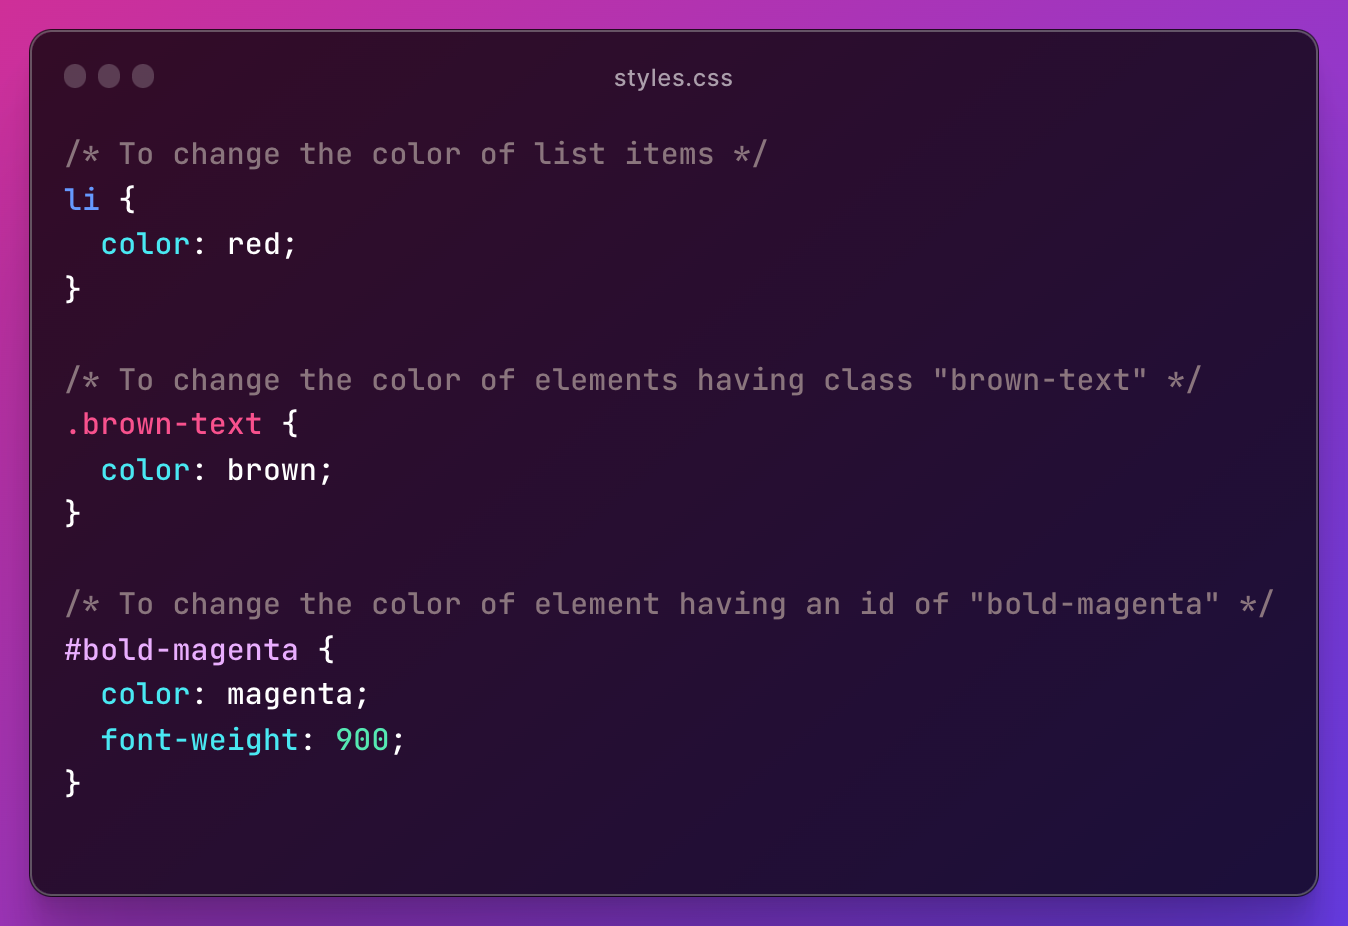 styles.css
/* To change the color of list items */
li {
  color: red;
}

/* To change the color of elements having class "brown-text" */
.brown-text {
  color: brown;
}

/* To change the color of element having an id of "bold-magenta" */
#bold-magenta {
  color: magenta;
  font-weight: 900;
}